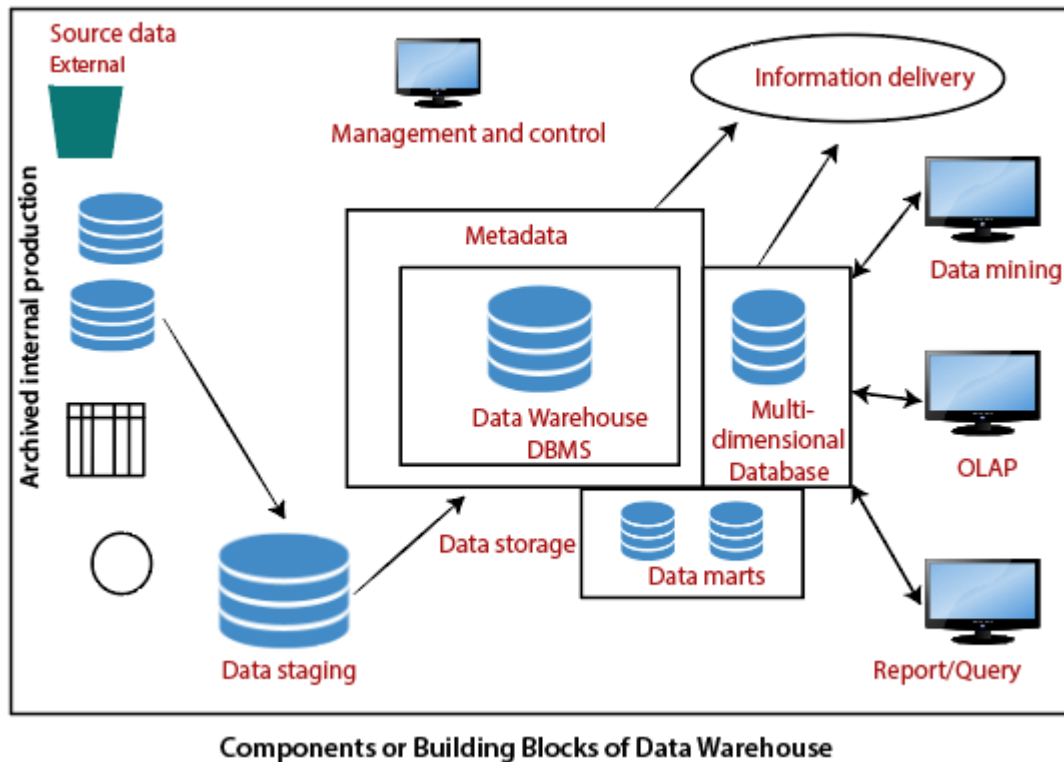 Source data
External
Archived internal production
Management and control
Information delivery
Metadata
Data Warehouse
DBMS
Multi-
dimensional
Database
Data mining
OLAP
Data storage
Data marts
Data staging
Report/Query
Components or Building Blocks of Data Warehouse